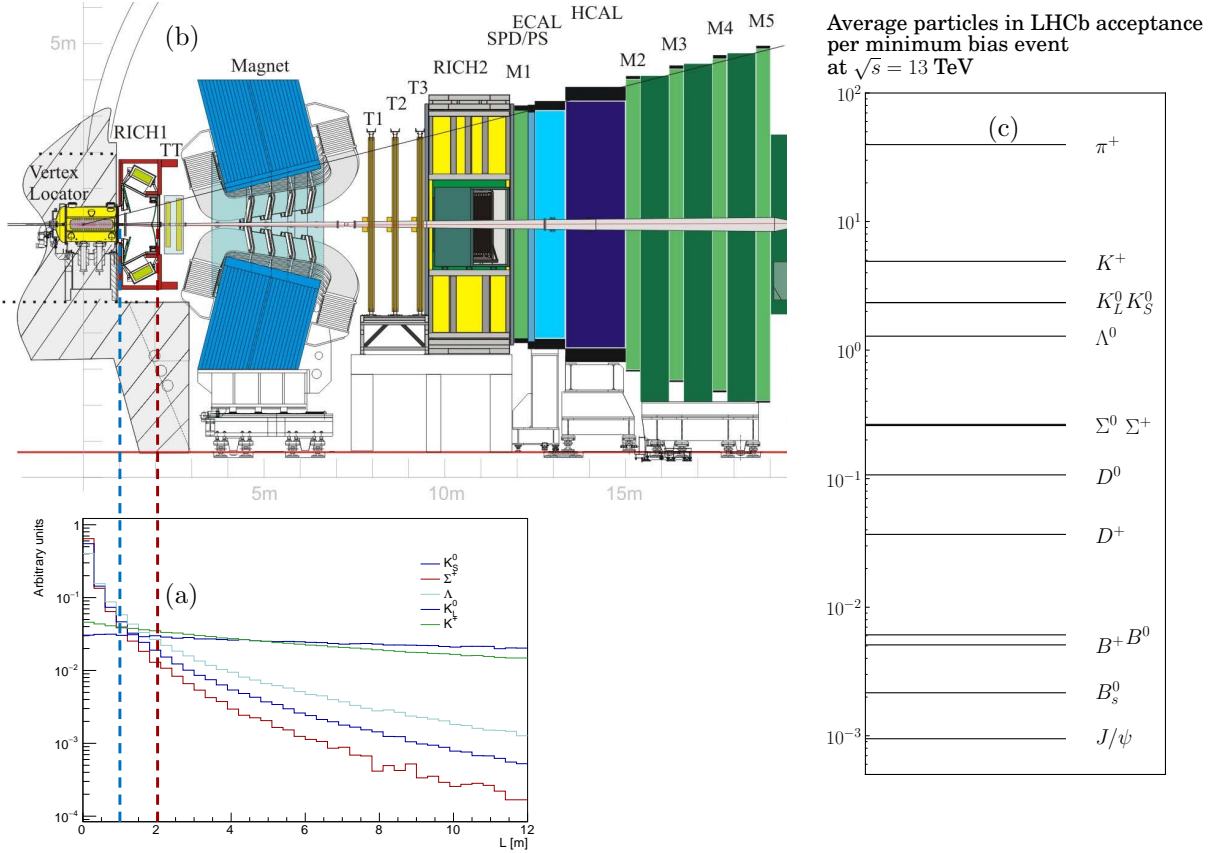 5m
(b)
Magnet
RICH1
TT
Vertex
Locator
T1
T2
T3
RICH2
SPD/PS
ECAL
HCAL
M1
M2
M3
M4
M5
5m
10m
15m
Average particles in LHCb acceptance
per minimum bias event
at √s = 13 TeV
(c)
10²
10¹
10⁰
10⁻¹
10⁻²
10⁻³
π⁺
K⁺
K⁰_L K⁰_S
Λ⁰
Σ⁰ Σ⁺
D⁰
D⁺
B⁺ B⁰
B⁰_s
J/ψ
Arbitrary units
1
10⁻¹
10⁻²
10⁻³
10⁻⁴
(a)
K⁰_S
Σ⁺
Λ
K⁰_L
K⁺
0 2 4 6 8 10 12
L [m]